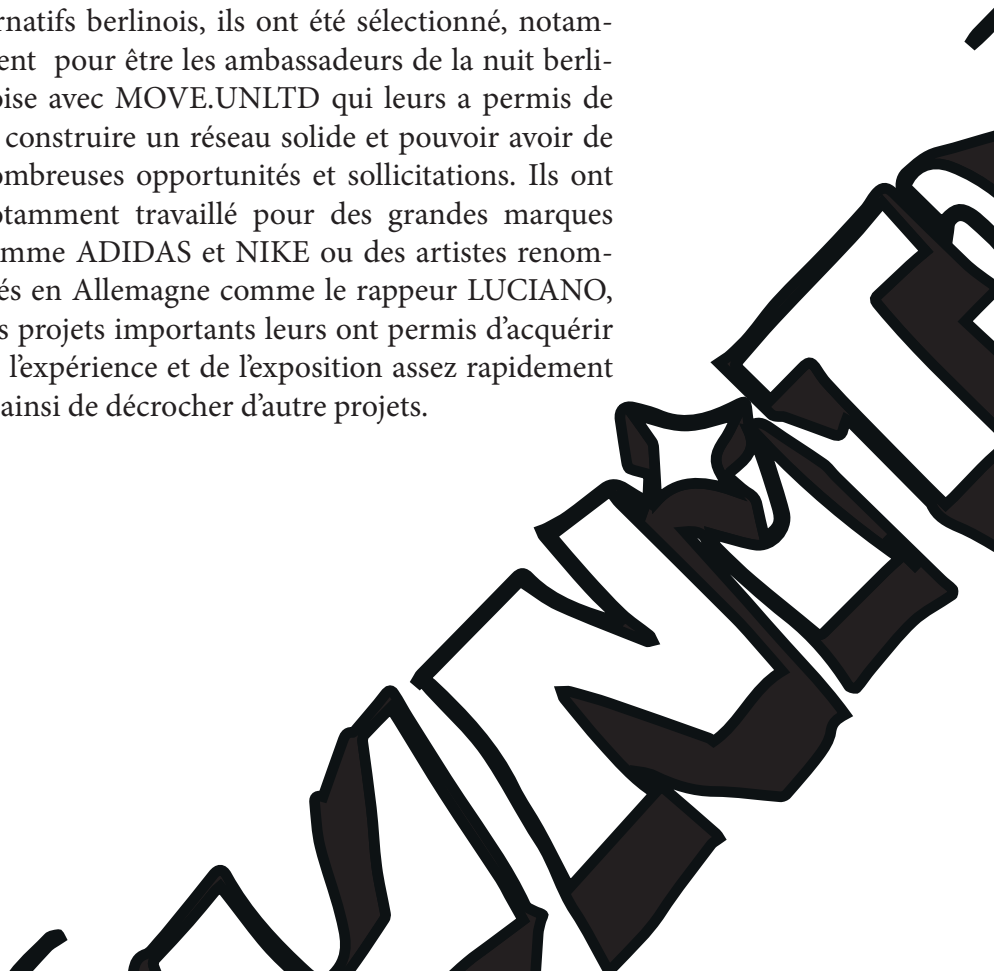 rnatifs berlinois, ils ont été sélectionné, notam-
ent pour être les ambassadeurs de la nuit berli-
oise avec MOVE.UNLTD qui leurs a permis de
construire un réseau solide et pouvoir avoir de
ombreuses opportunités et sollicitations. Ils ont
otamment travaillé pour des grandes marques
mme ADIDAS et NIKE ou des artistes renom-
és en Allemagne comme le rappeur LUCIANO,
s projets importants leurs ont permis d'acquérir
l'expérience et de l'exposition assez rapidement
ainsi de décrocher d'autre projets.